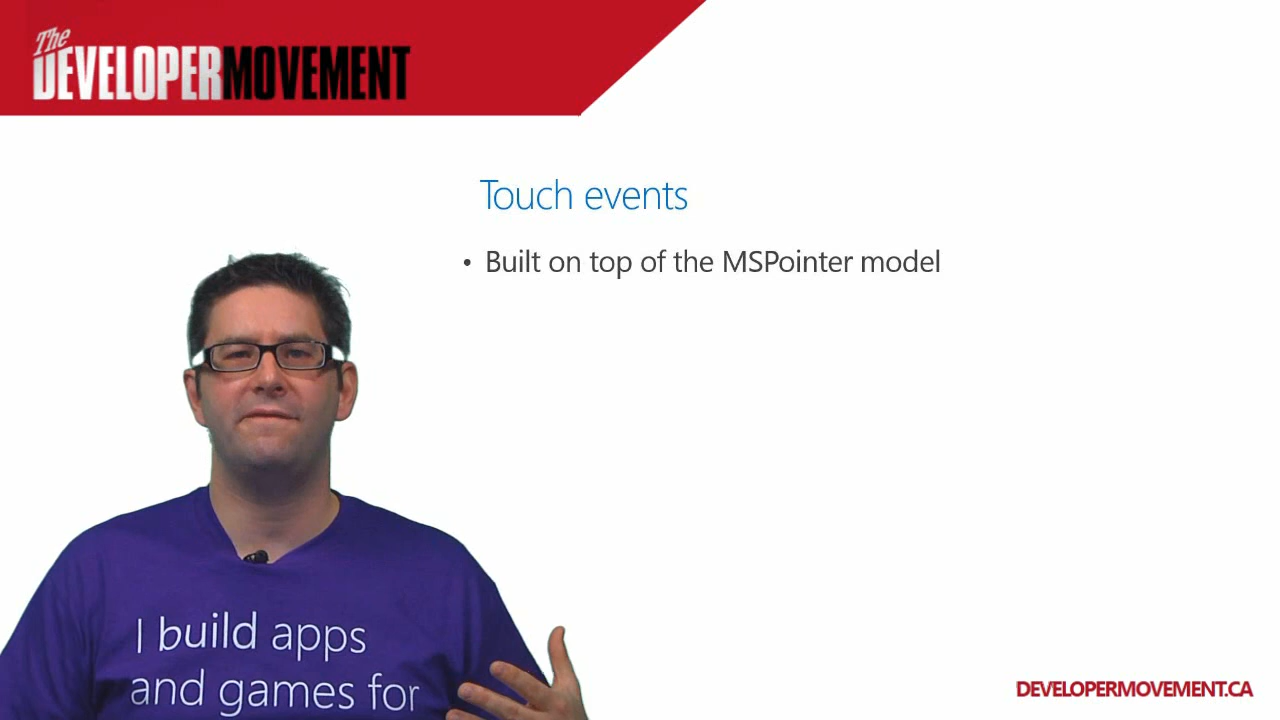 The
DEVELOPERMOVEMENT
Touch events
• Built on top of the MSPointer model
I build apps
and games for
DEVELOPERMOVEMENT.CA